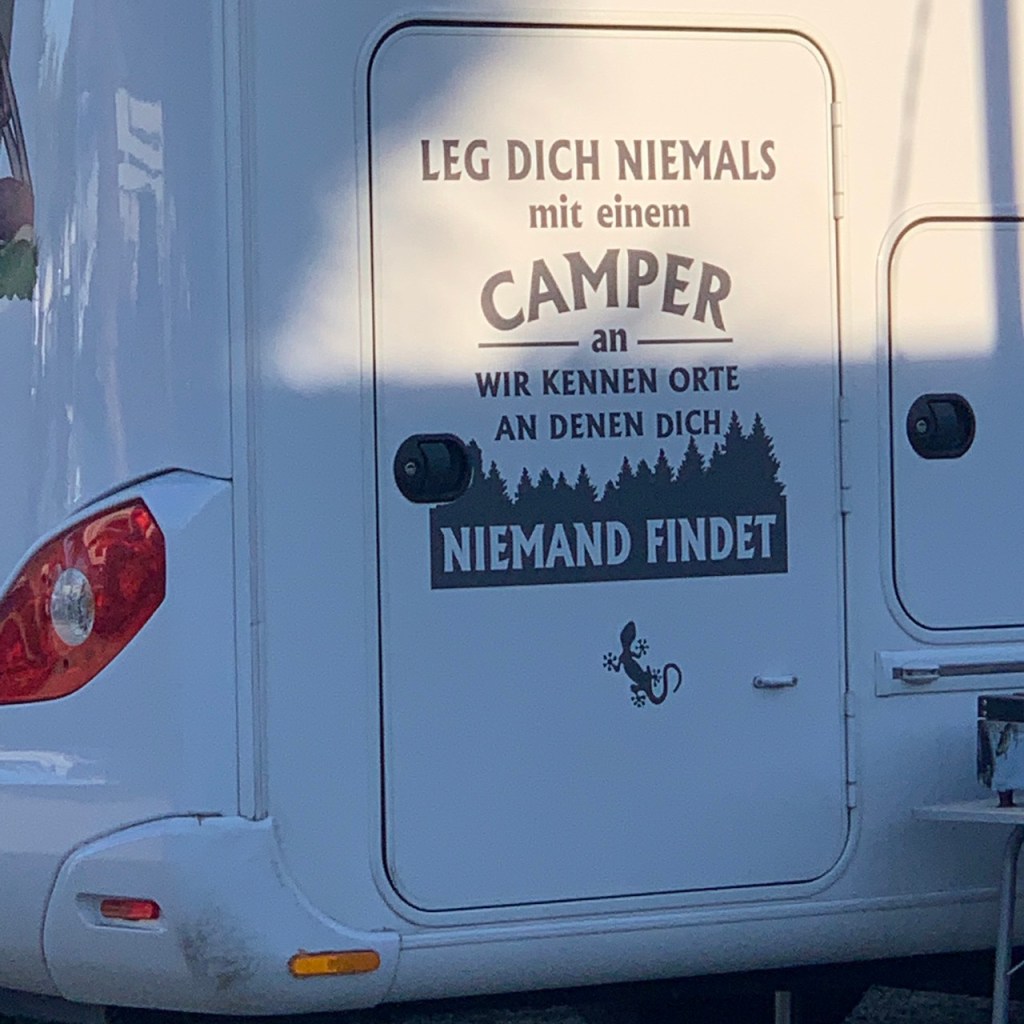 LEG DICH NIEMALS
mit einem
CAMPER
an
WIR KENNEN ORTE
AN DENEN DICH
NIEMAND FINDET